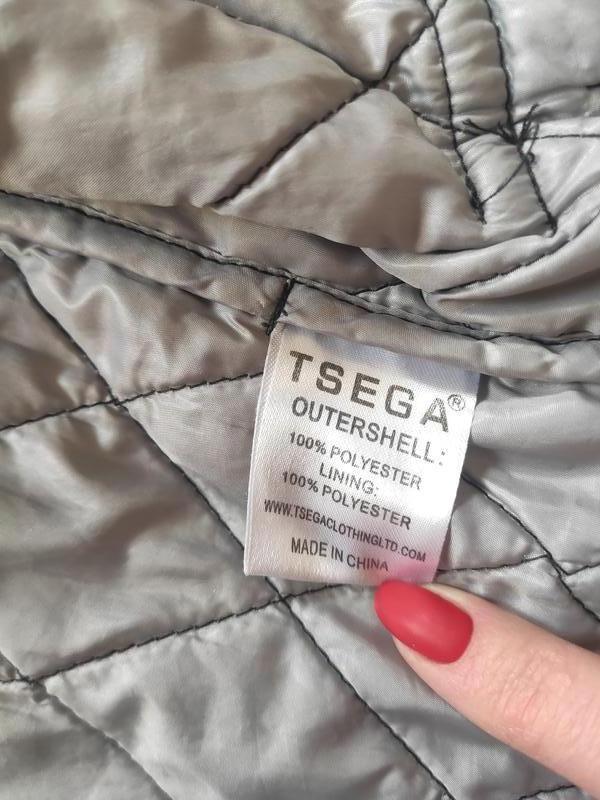 TSEGA®
OUTERSHELL:
100% POLYESTER
LINING:
100% POLYESTER
WWW.TSEGACLOTHINGLTD.COM
MADE IN CHINA